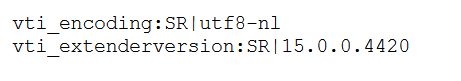 vti_encoding:SR|utf8-nl
vti_extenderversion:SR|15.0.0.4420